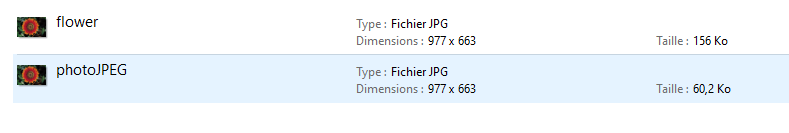 flower
Type : Fichier JPG
Dimensions : 977 x 663
Taille : 156 Ko
photoJPEG
Type : Fichier JPG
Dimensions : 977 x 663
Taille : 60,2 Ko